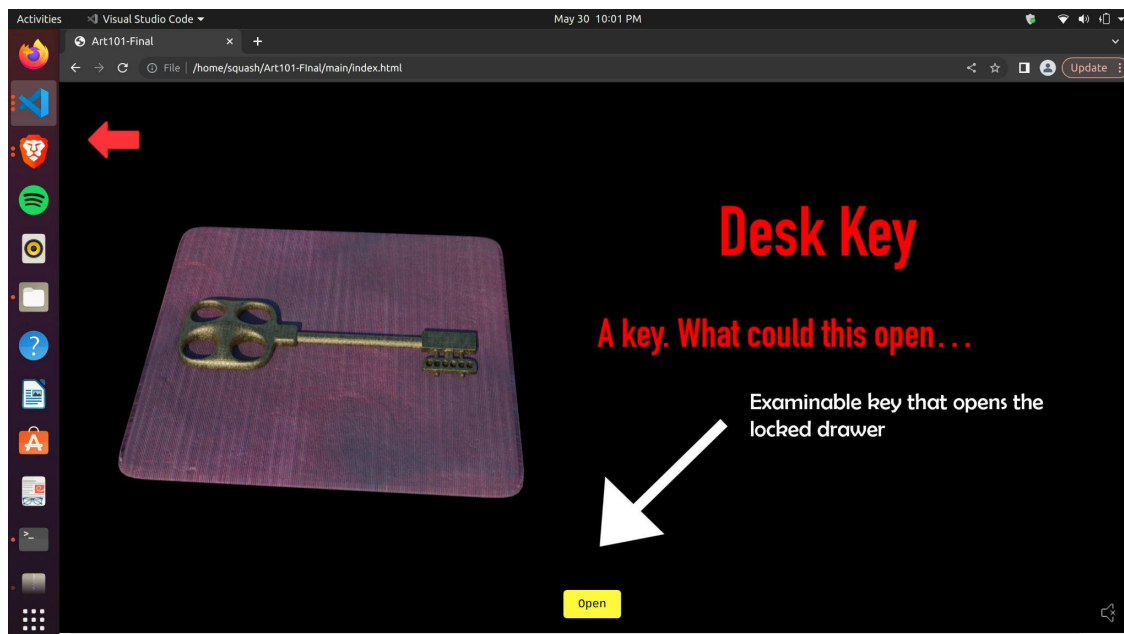 Activities
Visual Studio Code
May 30 10:01 PM
Art101-Final
File
/home/squash/Art101-FInal/main/index.html
Update
Desk Key
A key. What could this open...
Examinable key that opens the
locked drawer
Open